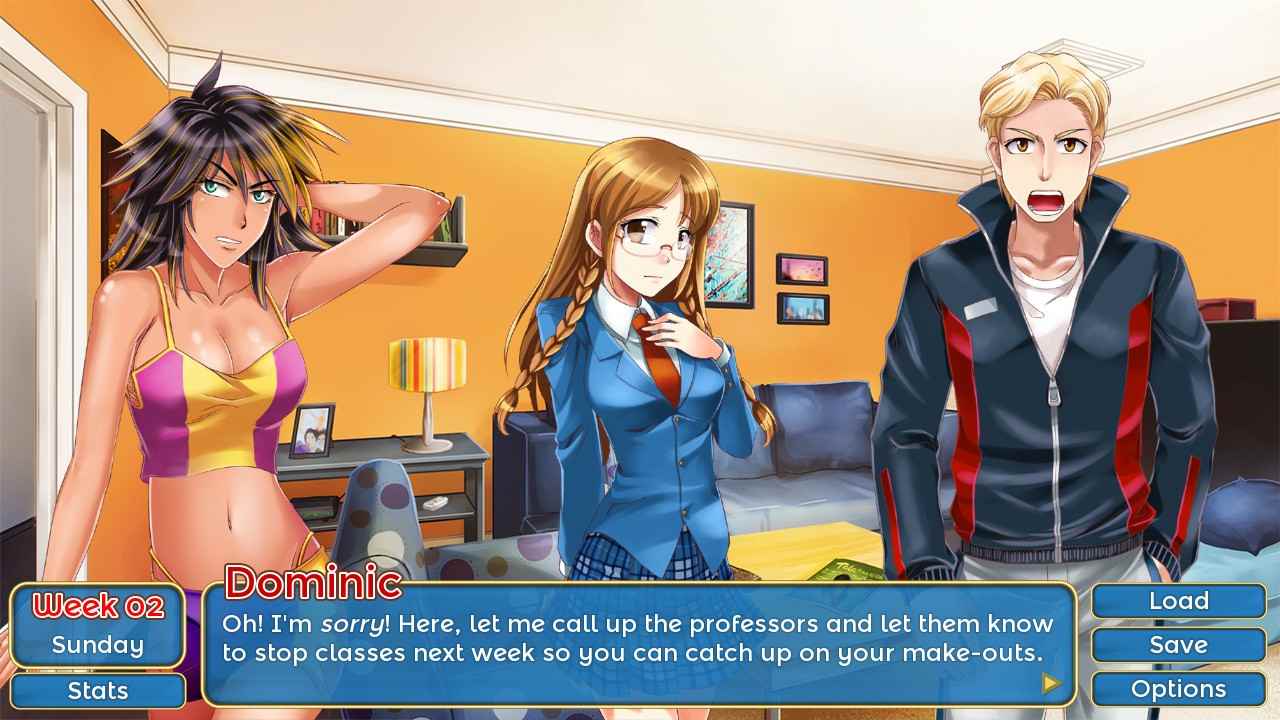 Dominic
Week 02
Sunday
Stats
Oh! I'm sorry! Here, let me call up the professors and let them know
to stop classes next week so you can catch up on your make-outs.
Load
Save
Options